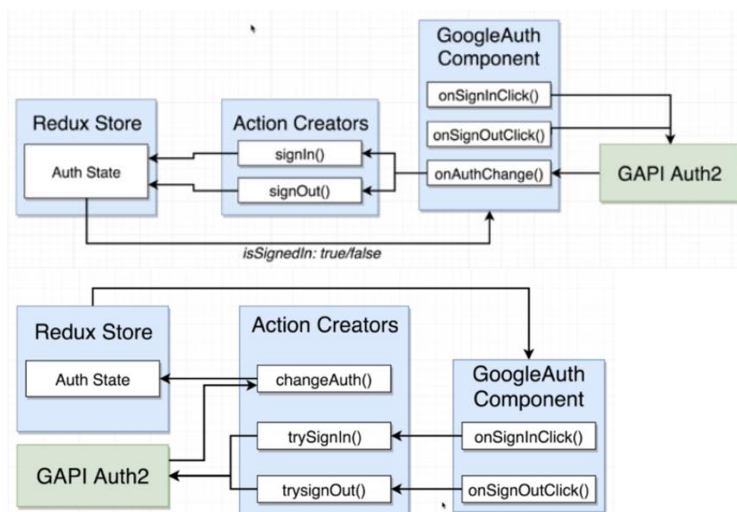 GoogleAuth
Component
onSignInClick()
Redux Store
Action Creators
onSignOutClick()
signIn()
Auth State
onAuthChange()
GAPI Auth2
signOut()
isSignedIn: true/false
Redux Store
Action Creators
Auth State
changeAuth()
GoogleAuth
Component
trySignIn()
onSignInClick()
GAPI Auth2
trysignOut()
onSignOutClick()